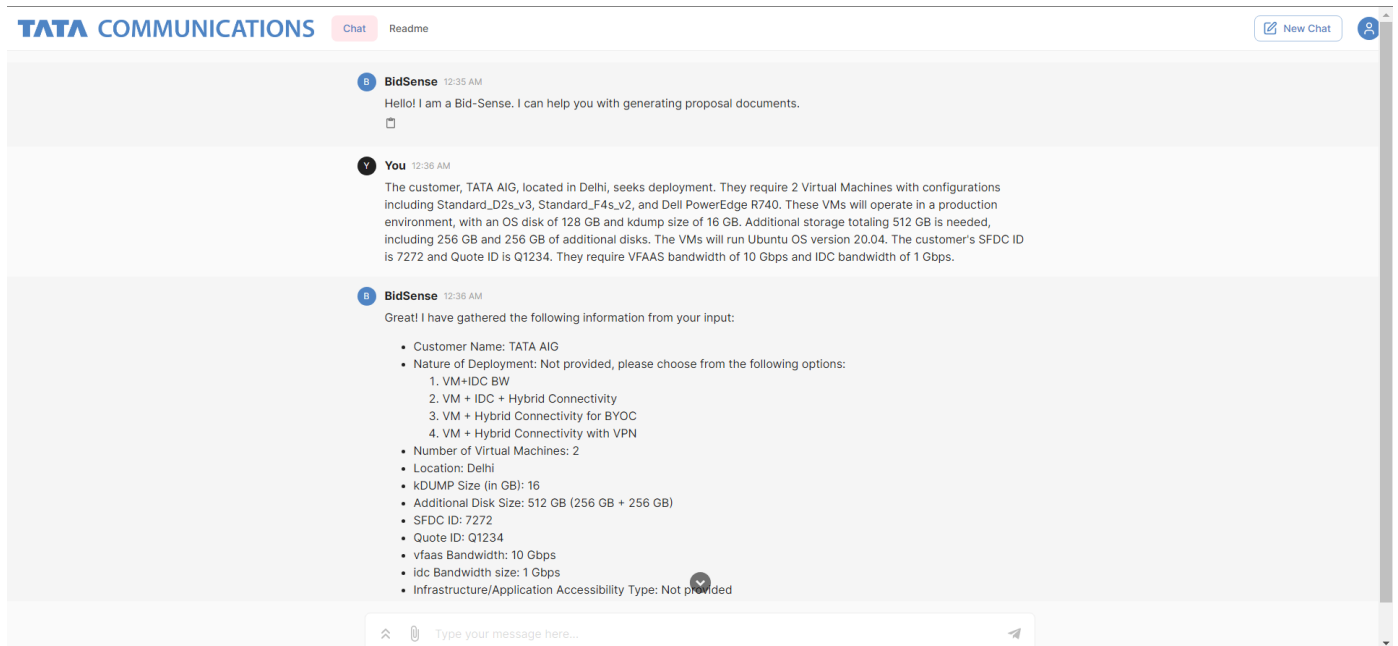 TATA COMMUNICATIONS Chat Readme New Chat
B BidSense 12:35 AM
Hello! I am a Bid-Sense. I can help you with generating proposal documents.
Y You 12:36 AM
The customer, TATA AIG, located in Delhi, seeks deployment. They require 2 Virtual Machines with configurations
including Standard_D2s_v3, Standard_F4s_v2, and Dell PowerEdge R740. These VMs will operate in a production
environment, with an OS disk of 128 GB and kdump size of 16 GB. Additional storage totaling 512 GB is needed,
including 256 GB and 256 GB of additional disks. The VMs will run Ubuntu OS version 20.04. The customer's SFDC ID
is 7272 and Quote ID is Q1234. They require VFAAS bandwidth of 10 Gbps and IDC bandwidth of 1 Gbps.
B BidSense 12:36 AM
Great! I have gathered the following information from your input:
• Customer Name: TATA AIG
• Nature of Deployment: Not provided, please choose from the following options:
1. VM+IDC BW
2. VM + IDC + Hybrid Connectivity
3. VM + Hybrid Connectivity for BYOC
4. VM + Hybrid Connectivity with VPN
• Number of Virtual Machines: 2
• Location: Delhi
• kDUMP Size (in GB): 16
• Additional Disk Size: 512 GB (256 GB + 256 GB)
• SFDC ID: 7272
• Quote ID: Q1234
• vfaas Bandwidth: 10 Gbps
• idc Bandwidth size: 1 Gbps
• Infrastructure/Application Accessibility Type: Not provided
Type your message here...